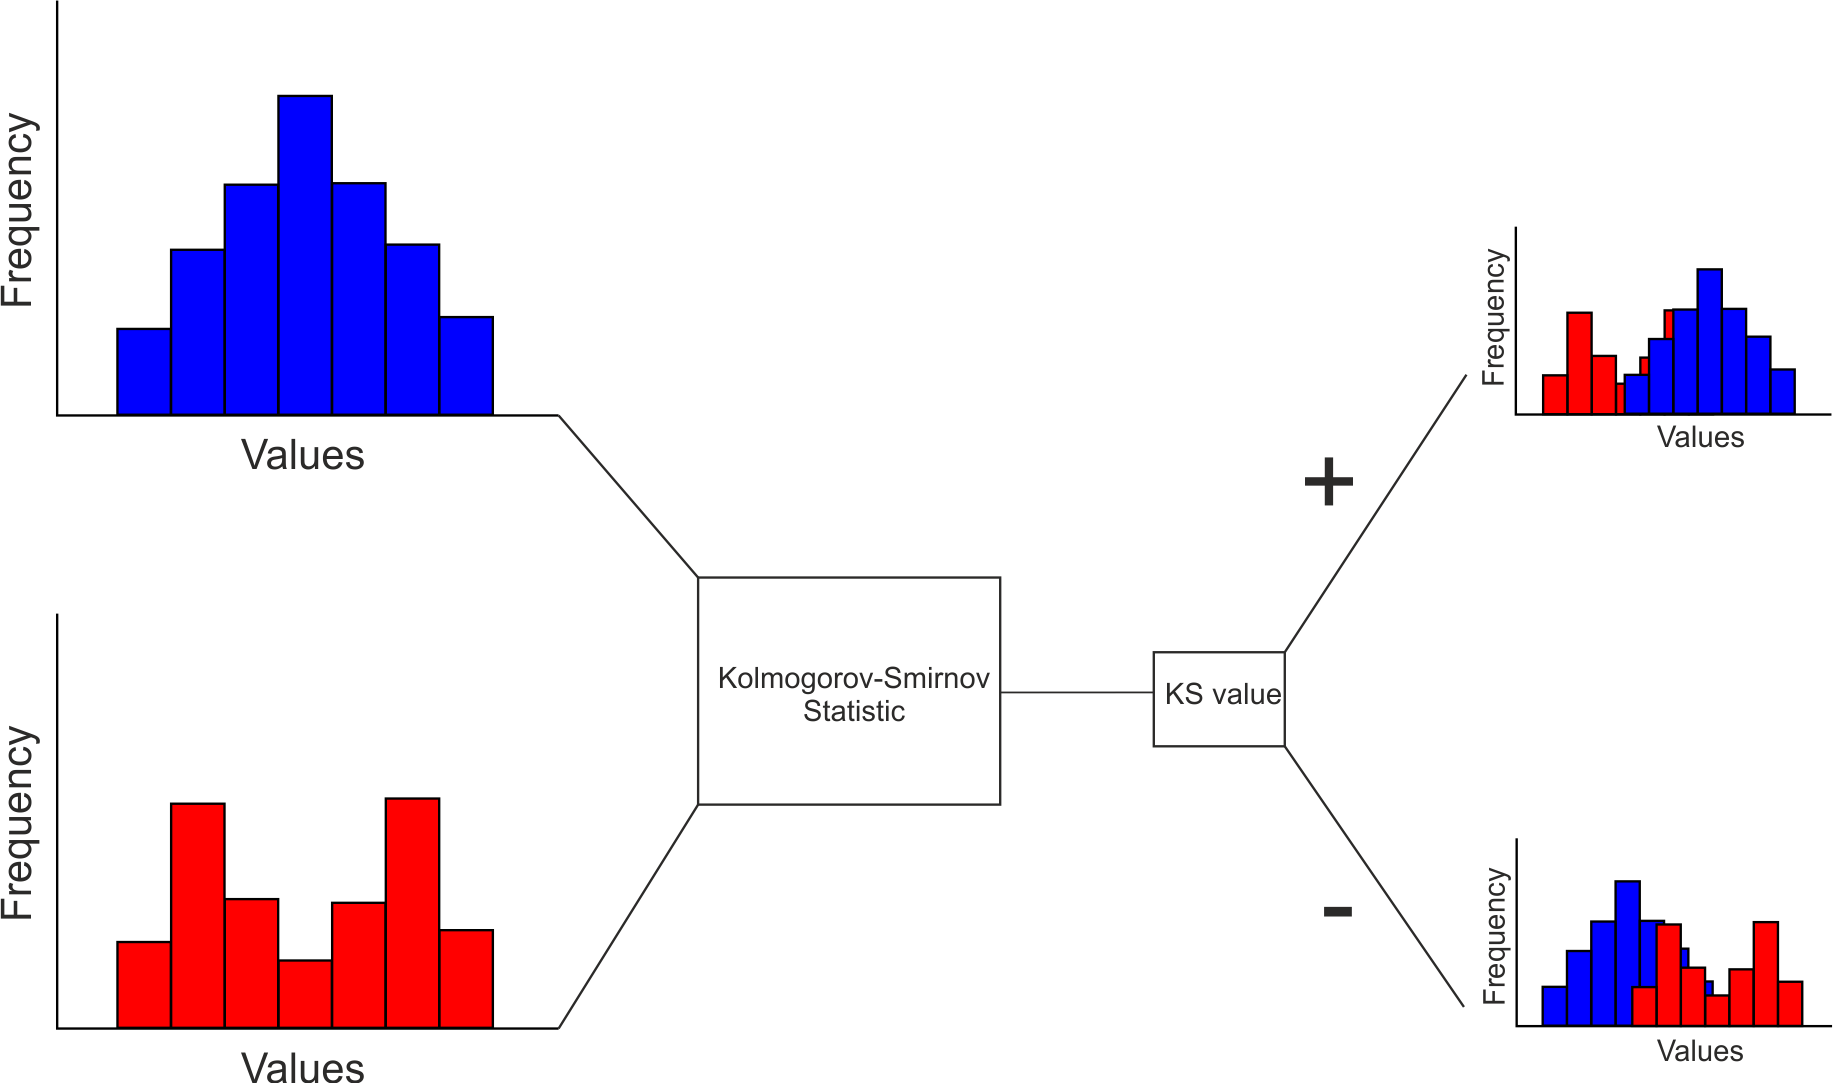 Frequency
Values
Frequency
Values
Kolmogorov-Smirnov
Statistic
KS value
+
-
Frequency
Values
Frequency
Values